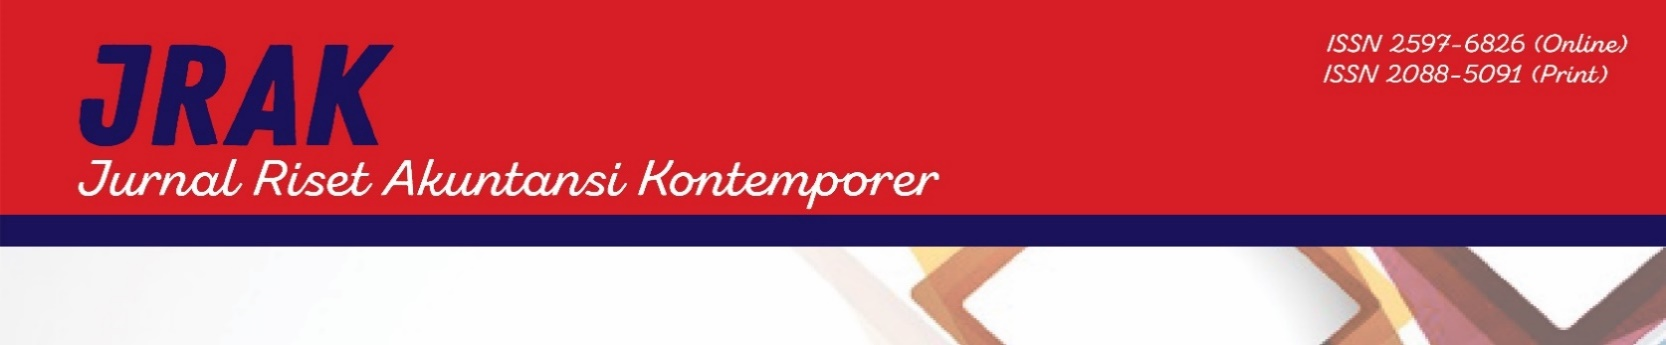 JRAK
Jurnal Riset Akuntansi Kontemporer
ISSN 2597-6826 (Online)
ISSN 2088-5091 (Print)